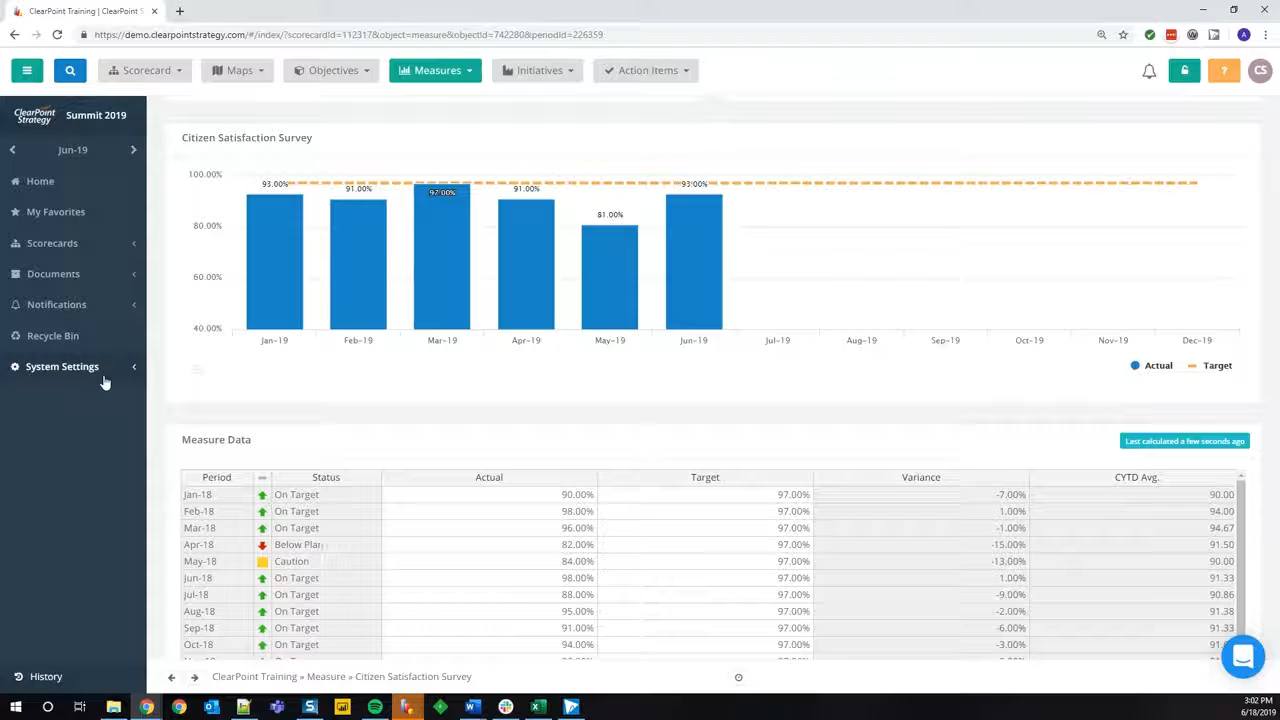 ClearPoint Training | ClearPoint S
https://demo.clearpointstrategy.com/#/index/?scorecardId=112317&object=measure&objectId=742280&periodId=226359
A
Scorecard Maps Objectives Measures Initiatives Action Items
? CS
ClearPoint Strategy Summit 2019
Jun-19
Home
My Favorites
Scorecards
Documents
Notifications
Recycle Bin
System Settings
History
Citizen Satisfaction Survey
100.00%
80.00%
60.00%
40.00%
93.00% 91.00% 97.00% 91.00% 81.00% 93.00%
Jan-19 Feb-19 Mar-19 Apr-19 May-19 Jun-19 Jul-19 Aug-19 Sep-19 Oct-19 Nov-19 Dec-19
Actual Target
Measure Data
Last calculated a few seconds ago
Period Status Actual Target Variance CYTD Avg.
Jan-18 On Target 90.00% 97.00% -7.00% 90.00
Feb-18 On Target 98.00% 97.00% 1.00% 94.00
Mar-18 On Target 96.00% 97.00% -1.00% 94.67
Apr-18 Below Plan 82.00% 97.00% -15.00% 91.50
May-18 Caution 84.00% 97.00% -13.00% 90.00
Jun-18 On Target 98.00% 97.00% 1.00% 91.33
Jul-18 On Target 88.00% 97.00% -9.00% 90.86
Aug-18 On Target 95.00% 97.00% -2.00% 91.38
Sep-18 On Target 91.00% 97.00% -6.00% 91.33
Oct-18 On Target 94.00% 97.00% -3.00%
ClearPoint Training » Measure » Citizen Satisfaction Survey
3:02 PM
6/18/2019